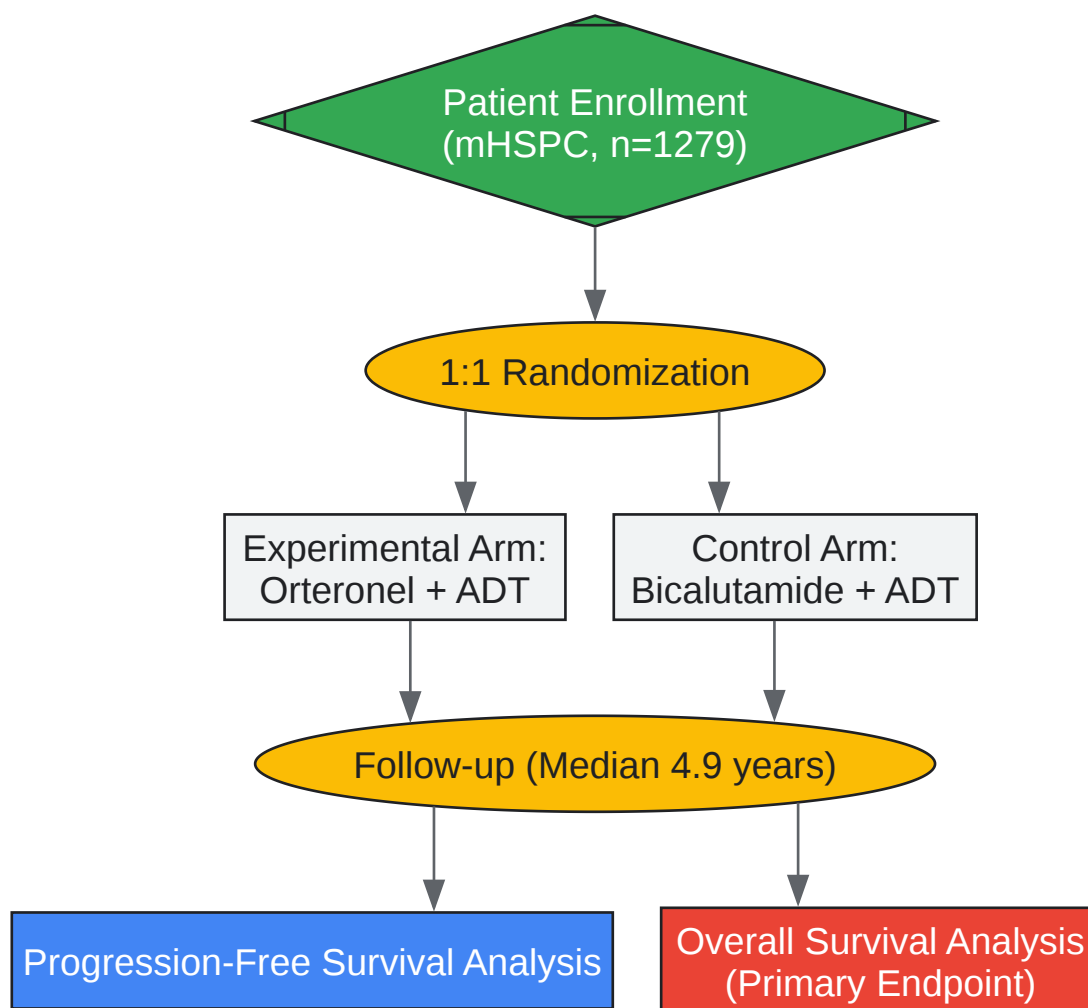 Patient Enrollment
(mHSPC, n=1279)
1:1 Randomization
Experimental Arm:
Orteronel + ADT
Control Arm:
Bicalutamide + ADT
Follow-up (Median 4.9 years)
Progression-Free Survival Analysis
Overall Survival Analysis
(Primary Endpoint)